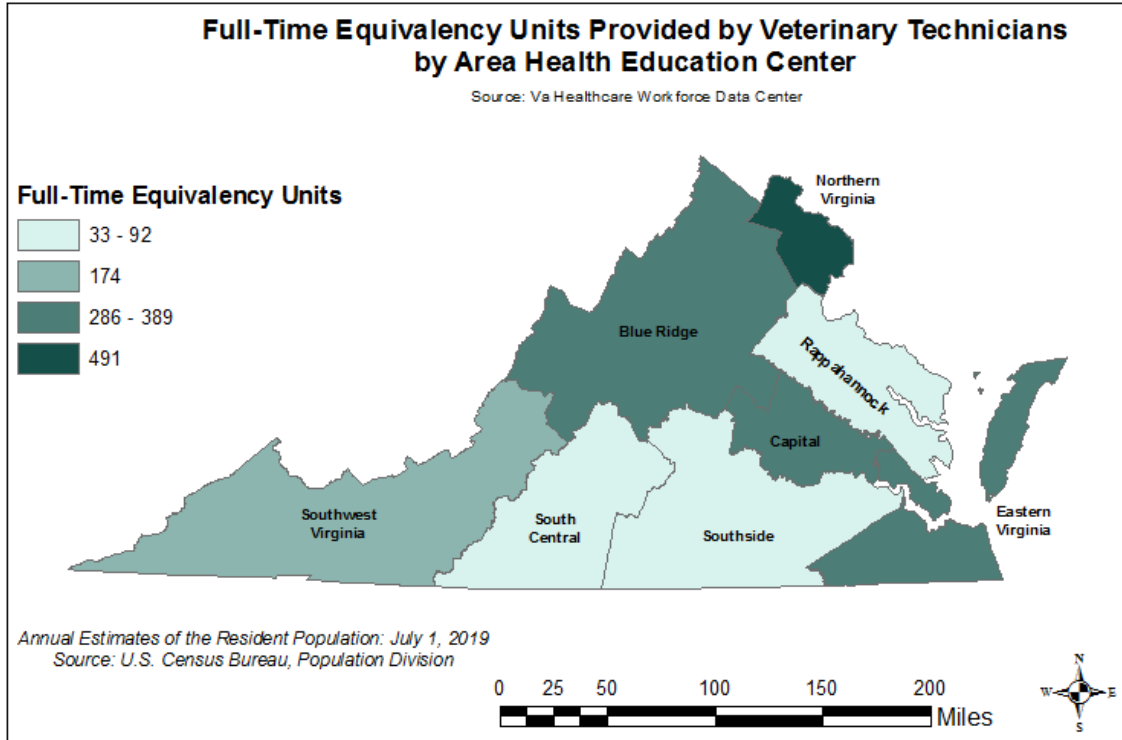 Full-Time Equivalency Units Provided by Veterinary Technicians
by Area Health Education Center
Source: Va Healthcare Workforce Data Center
Full-Time Equivalency Units
33 - 92
174
286 - 389
491
Northern
Virginia
Blue Ridge
Rappahannock
Capital
Eastern
Virginia
Southwest
Virginia
South
Central
Southside
Annual Estimates of the Resident Population: July 1, 2019
Source: U.S. Census Bureau, Population Division
0 25 50 100 150 200
Miles
N
W E
S